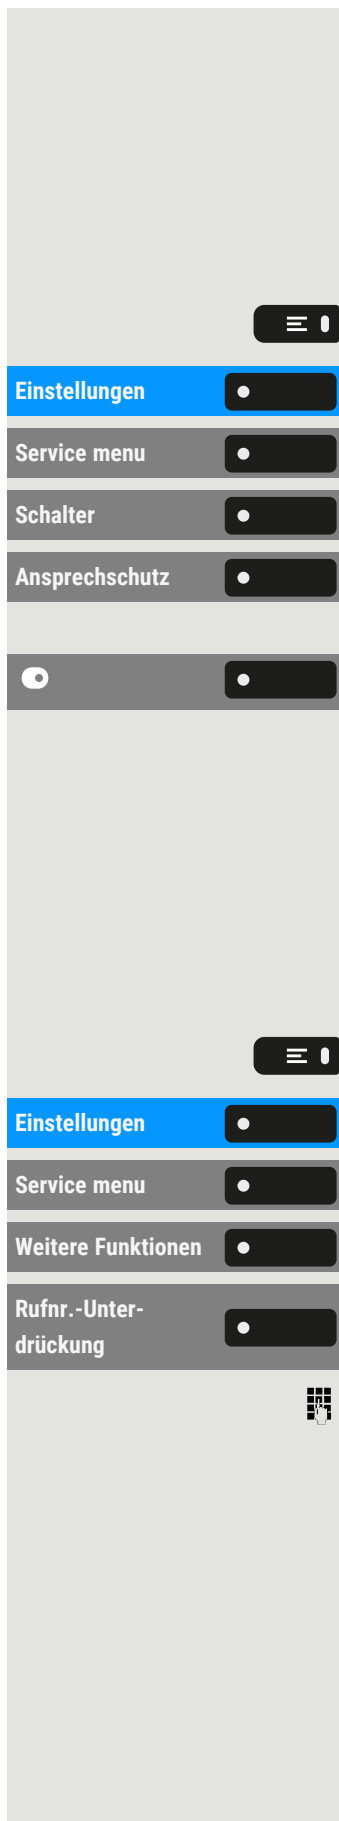 Einstellungen
Service menu
Schalter
Ansprechschutz
Einstellungen
Service menu
Weitere Funktionen
Rufnr.-Unter-
drückung